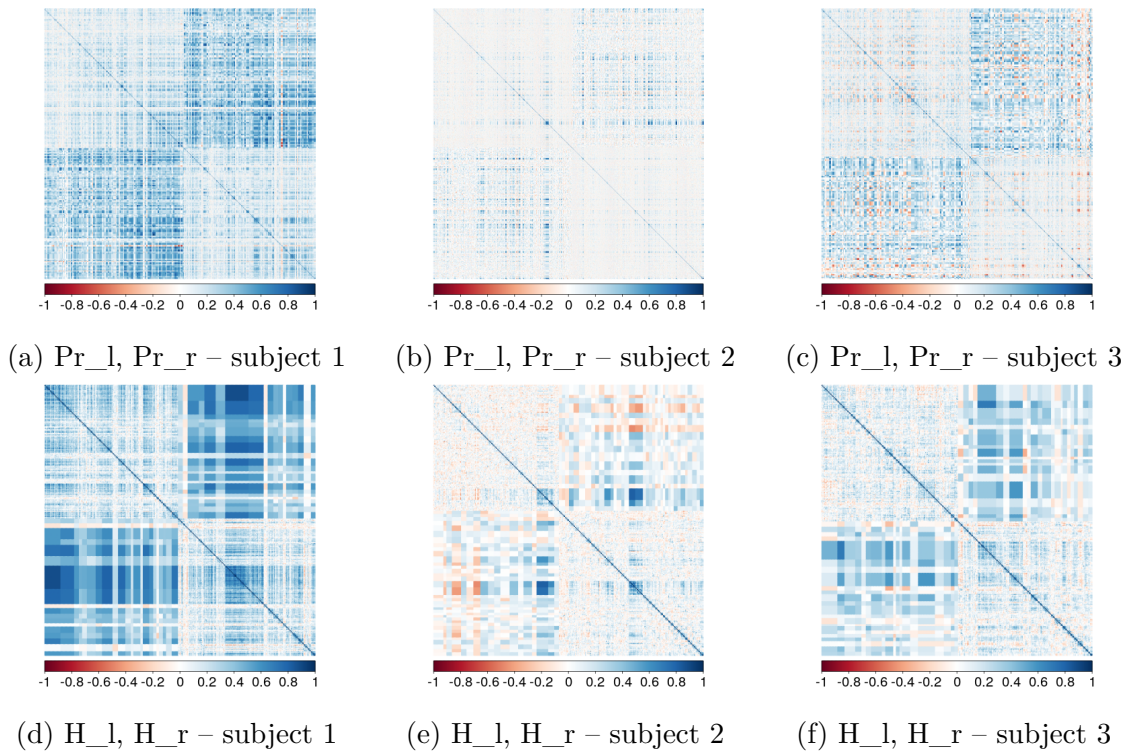 -1 -0.8 -0.6 -0.4 -0.2 0 0.2 0.4 0.6 0.8 1
-1 -0.8 -0.6 -0.4 -0.2 0 0.2 0.4 0.6 0.8 1
-1 -0.8 -0.6 -0.4 -0.2 0 0.2 0.4 0.6 0.8 1
(a) Pr_l, Pr_r – subject 1
(b) Pr_l, Pr_r – subject 2
(c) Pr_l, Pr_r – subject 3
-1 -0.8 -0.6 -0.4 -0.2 0 0.2 0.4 0.6 0.8 1
-1 -0.8 -0.6 -0.4 -0.2 0 0.2 0.4 0.6 0.8 1
-1 -0.8 -0.6 -0.4 -0.2 0 0.2 0.4 0.6 0.8 1
(d) H_l, H_r – subject 1
(e) H_l, H_r – subject 2
(f) H_l, H_r – subject 3